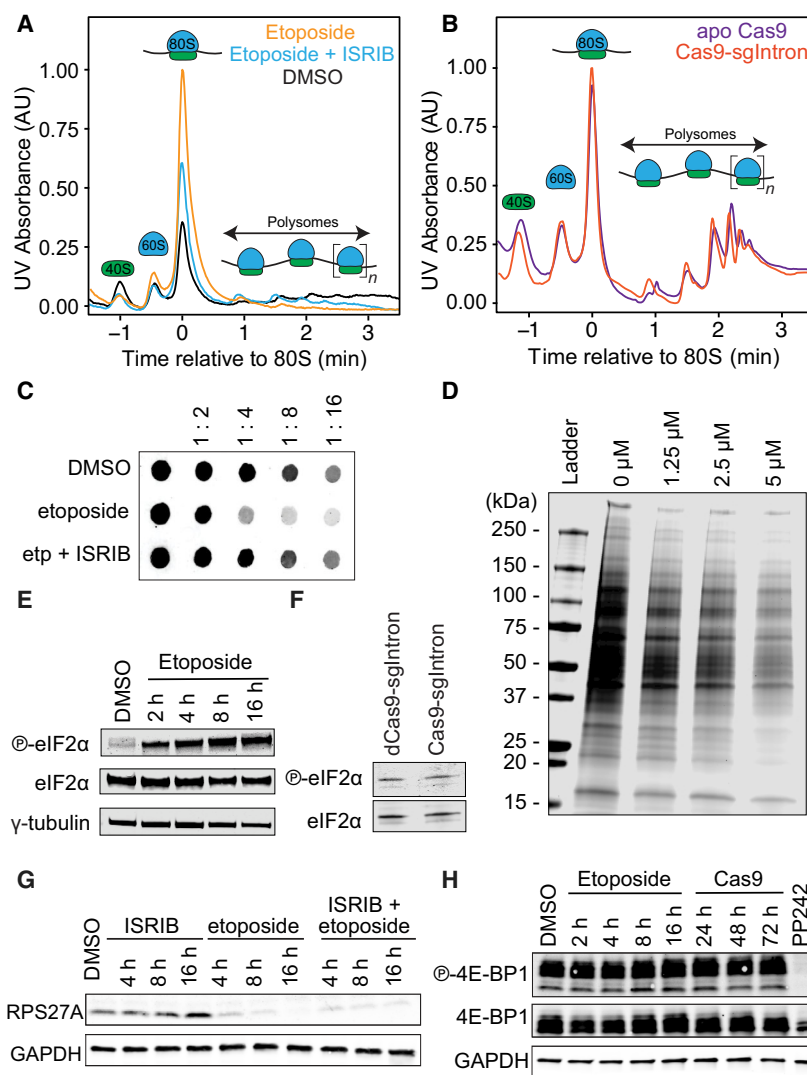 A
Etoposide
Etoposide + ISRIB
DMSO
80S
1.00
0.75
0.50
0.25
0.00
UV Absorbance (AU)
40S
60S
Polysomes
n
−1 0 1 2 3
Time relative to 80S (min)
B
apo Cas9
Cas9-sgIntron
80S
1.00
0.75
0.50
0.25
0.00
UV Absorbance (AU)
40S
60S
Polysomes
n
−1 0 1 2 3
Time relative to 80S (min)
C
1 : 2 1 : 4 1 : 8 1 : 16
DMSO
etoposide
etp + ISRIB
D
Ladder 0 µM 1.25 µM 2.5 µM 5 µM
(kDa)
250 -
150 -
100 -
75 -
50 -
37 -
25 -
20 -
15 -
E
DMSO
Etoposide
2 h 4 h 8 h 16 h
Ⓟ-eIF2α
eIF2α
γ-tubulin
F
dCas9-sgIntron Cas9-sgIntron
Ⓟ-eIF2α
eIF2α
G
DMSO
ISRIB etoposide ISRIB + etoposide
4 h 8 h 16 h 4 h 8 h 16 h 4 h 8 h 16 h
RPS27A
GAPDH
H
DMSO Etoposide Cas9 PP242
2 h 4 h 8 h 16 h 24 h 48 h 72 h
Ⓟ-4E-BP1
4E-BP1
GAPDH